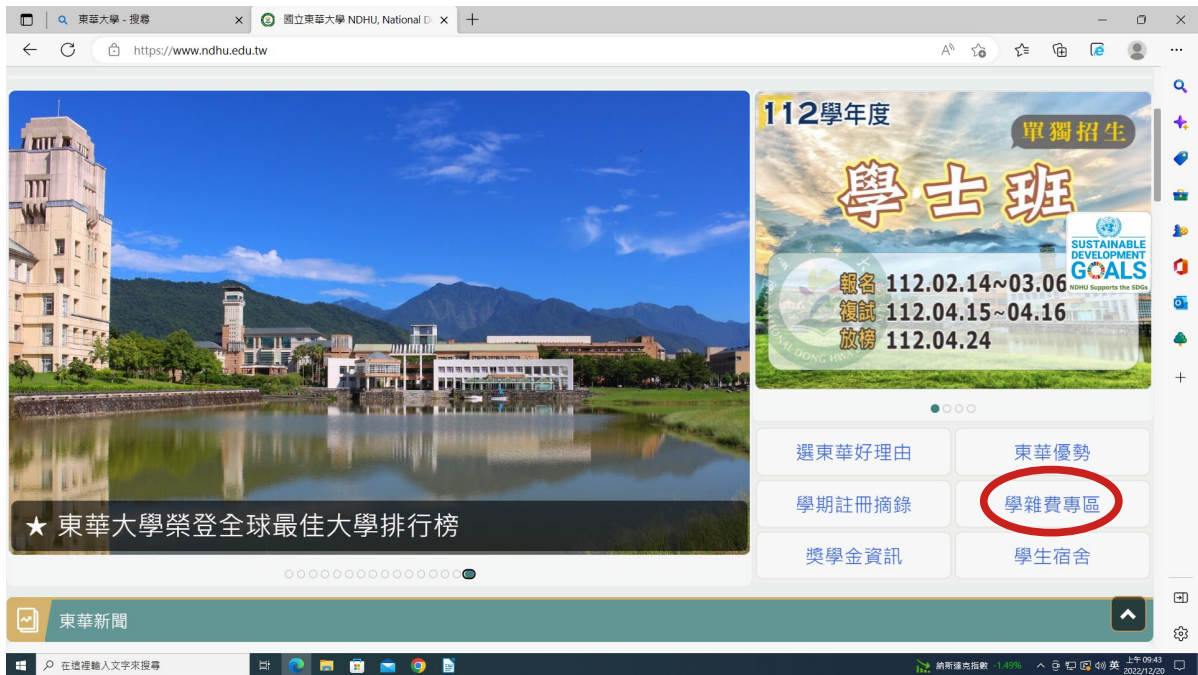 東華大學 - 搜尋
國立東華大學 NDHU, National D
https://www.ndhu.edu.tw
112學年度
單獨招生
學士班
SUSTAINABLE
DEVELOPMENT
GOALS
NDHU Supports the SDGs
報名 112.02.14~03.06
複試 112.04.15~04.16
放榜 112.04.24
★ 東華大學榮登全球最佳大學排行榜
選東華好理由
東華優勢
學期註冊摘錄
學雜費專區
獎學金資訊
學生宿舍
東華新聞
在這裡輸入文字來搜尋
納斯達克指數 -1.49%
英
上午 09:43
2022/12/20